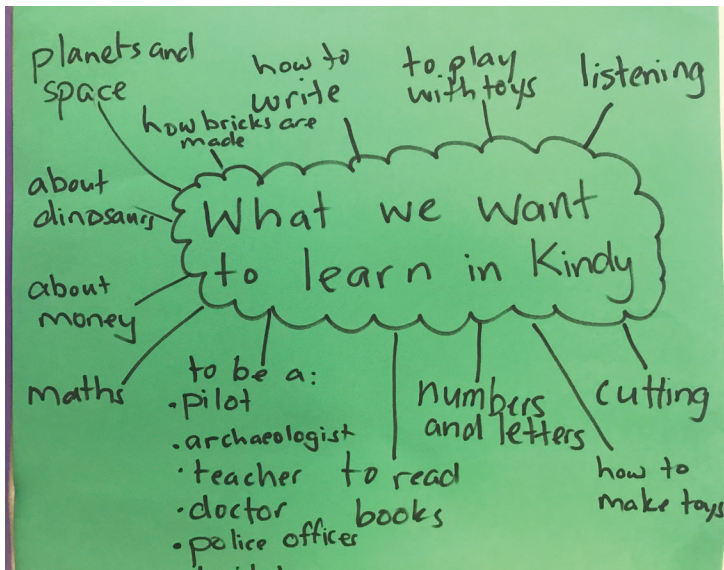 planets and
space
how bricks are
made
how to
write
to play
with toys
listening
about
dinosaurs
What we want
to learn in Kindy
about
money
maths
to be a:
• pilot
• archaeologist
• teacher
• doctor
• police officer
to read
books
numbers
and letters
how to
make toys
cutting